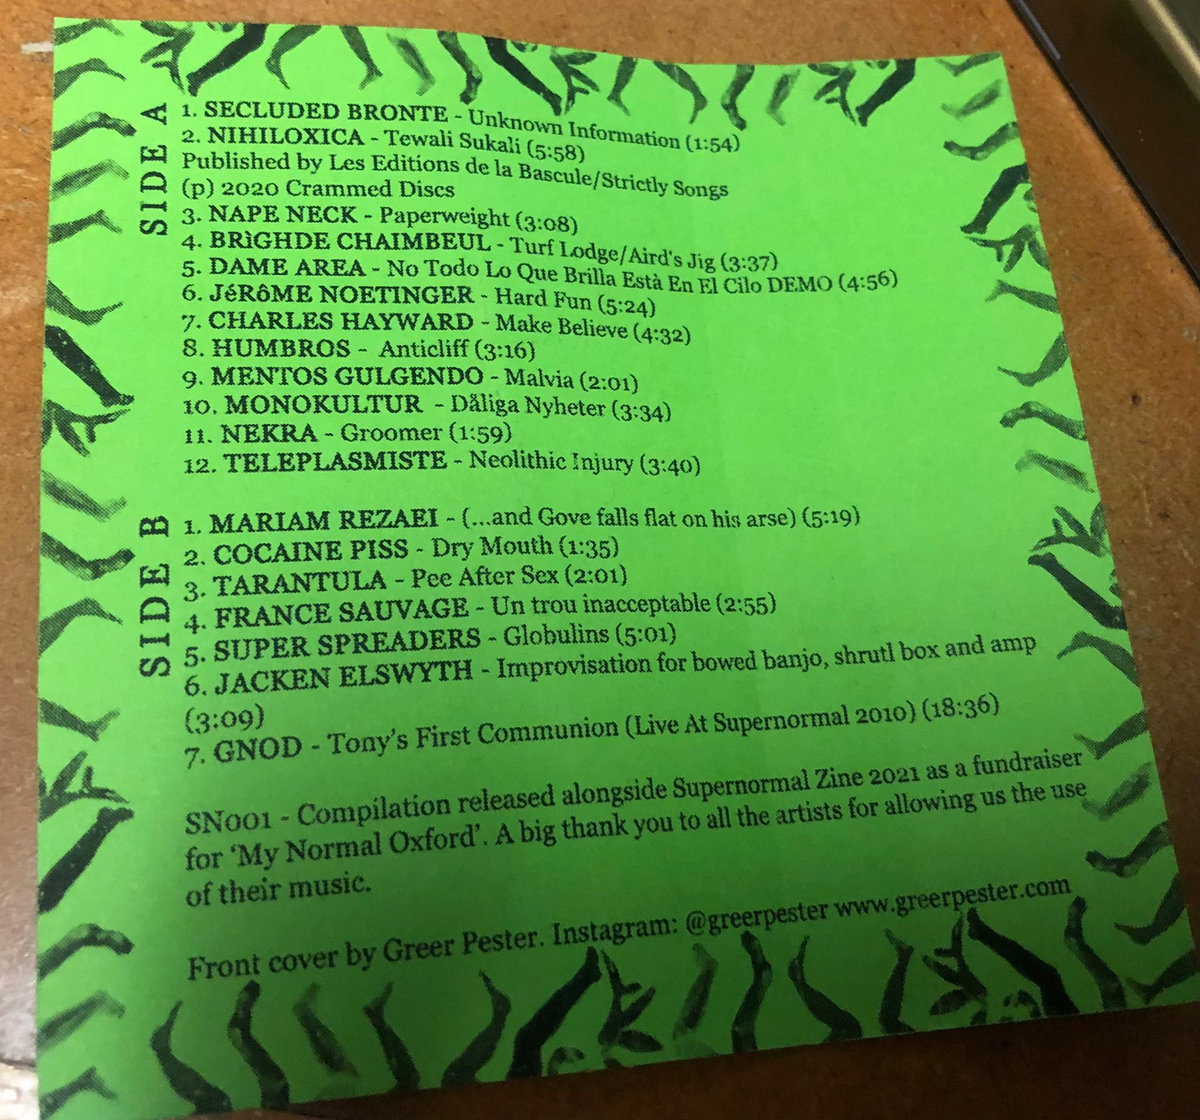 SIDE A
1. SECLUDED BRONTE - Unknown Information (1:54)
2. NIHILOXICA - Tewali Sukali (5:58)
Published by Les Editions de la Bascule/Strictly Songs
(p) 2020 Crammed Discs
3. NAPE NECK - Paperweight (3:08)
4. BRìGHDE CHAIMBEUL - Turf Lodge/Aird's Jig (3:37)
5. DAME AREA - No Todo Lo Que Brilla Està En El Cilo DEMO (4:56)
6. JéRôME NOETINGER - Hard Fun (5:24)
7. CHARLES HAYWARD - Make Believe (4:32)
8. HUMBROS - Anticliff (3:16)
9. MENTOS GULGENDO - Malvia (2:01)
10. MONOKULTUR - Dåliga Nyheter (3:34)
11. NEKRA - Groomer (1:59)
12. TELEPLASMISTE - Neolithic Injury (3:40)
SIDE B
1. MARIAM REZAEI - (...and Gove falls flat on his arse) (5:19)
2. COCAINE PISS - Dry Mouth (1:35)
3. TARANTULA - Pee After Sex (2:01)
4. FRANCE SAUVAGE - Un trou inacceptable (2:55)
5. SUPER SPREADERS - Globulins (5:01)
6. JACKEN ELSWYTH - Improvisation for bowed banjo, shrutl box and amp
(3:09)
7. GNOD - Tony's First Communion (Live At Supernormal 2010) (18:36)
SN001 - Compilation released alongside Supernormal Zine 2021 as a fundraiser
for 'My Normal Oxford'. A big thank you to all the artists for allowing us the use
of their music.
Front cover by Greer Pester. Instagram: @greerpester www.greerpester.com